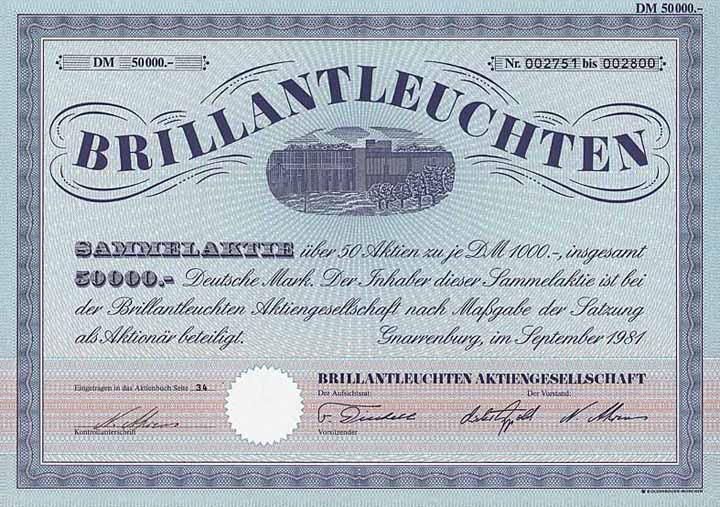 DM 50000.-
DM 50000.-
Nr. 002751 bis 002800
BRILLANTLEUCHTEN
SAMMELAKTIE über 50 Aktien zu je DM 1000.-, insgesamt
50000.- Deutsche Mark. Der Inhaber dieser Sammelaktie ist bei
der Brillantleuchten Aktiengesellschaft nach Maßgabe der Satzung
als Aktionär beteiligt. Gnarrenburg, im September 1981
BRILLANTLEUCHTEN AKTIENGESELLSCHAFT
Eingetragen in das Aktienbuch Seite 34
Der Aufsichtsrat: Der Vorstand:
Kontrollunterschrift
Vorsitzender